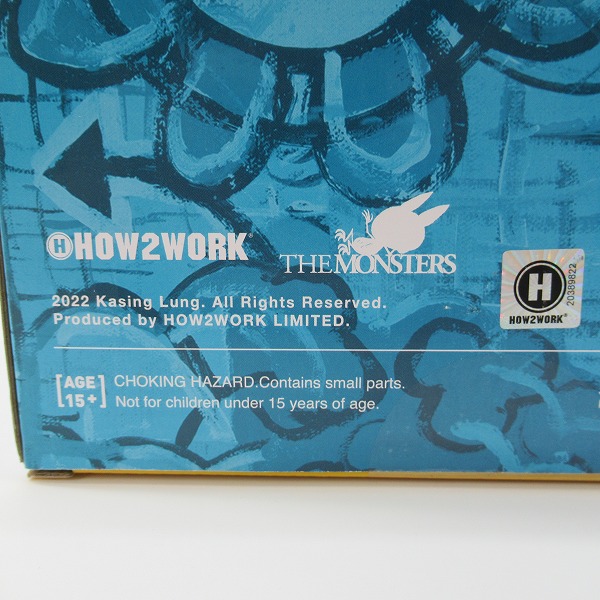 H HOW2WORK
THE MONSTERS
2022 Kasing Lung. All Rights Reserved.
Produced by HOW2WORK LIMITED.
H
HOW2WORK®
20389822
[AGE 15+]
CHOKING HAZARD.Contains small parts.
Not for children under 15 years of age.